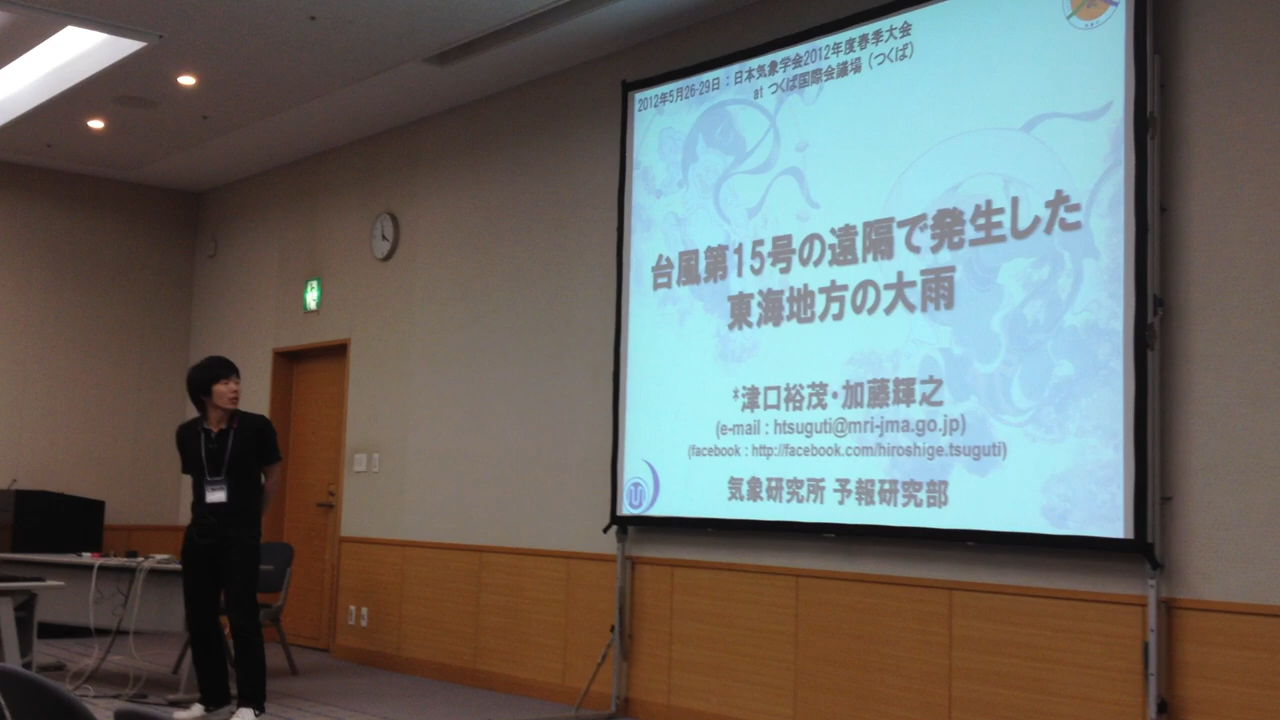 2012年5月26-29日：日本気象学会2012年度春季大会
at つくば国際会議場（つくば）
台風第15号の遠隔で発生した
東海地方の大雨
*津口裕茂・加藤輝之
(e-mail : htsuguti@mri-jma.go.jp)
(facebook : http://facebook.com/hiroshige.tsuguti)
気象研究所 予報研究部